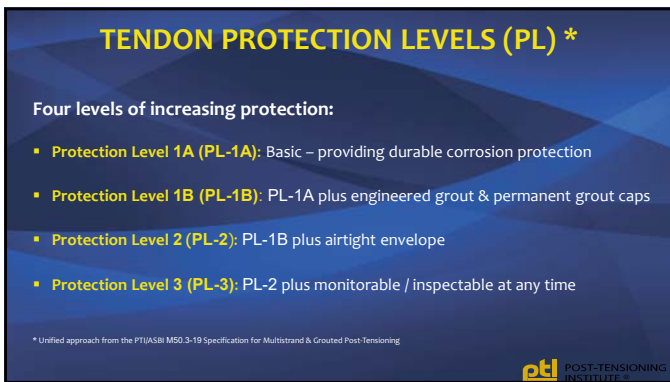 TENDON PROTECTION LEVELS (PL) *
Four levels of increasing protection:
▪ Protection Level 1A (PL-1A): Basic – providing durable corrosion protection
▪ Protection Level 1B (PL-1B): PL-1A plus engineered grout & permanent grout caps
▪ Protection Level 2 (PL-2): PL-1B plus airtight envelope
▪ Protection Level 3 (PL-3): PL-2 plus monitorable / inspectable at any time
* Unified approach from the PTI/ASBI M50.3-19 Specification for Multistrand & Grouted Post-Tensioning
pti POST-TENSIONING
INSTITUTE ®